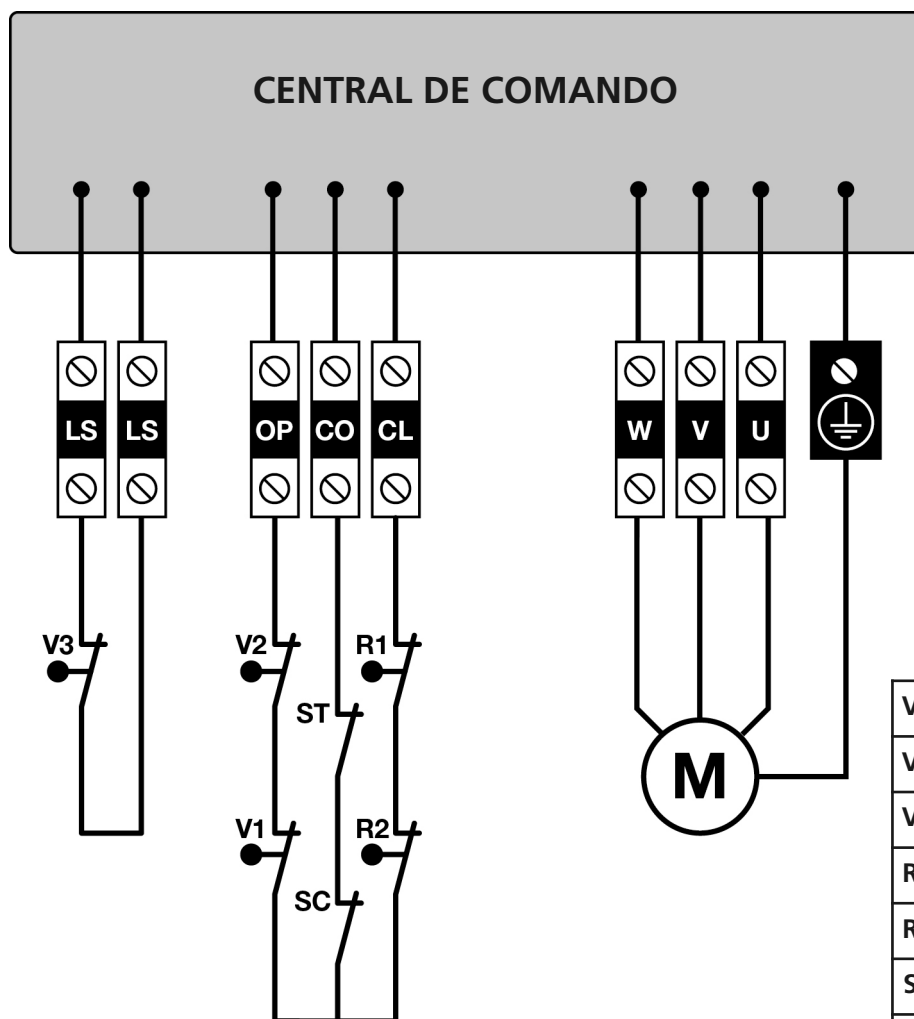 CENTRAL DE COMANDO
LS LS OP CO CL W V U
V3 V2 R1
ST
V1 R2
SC
M
V
V
V
R
R
S